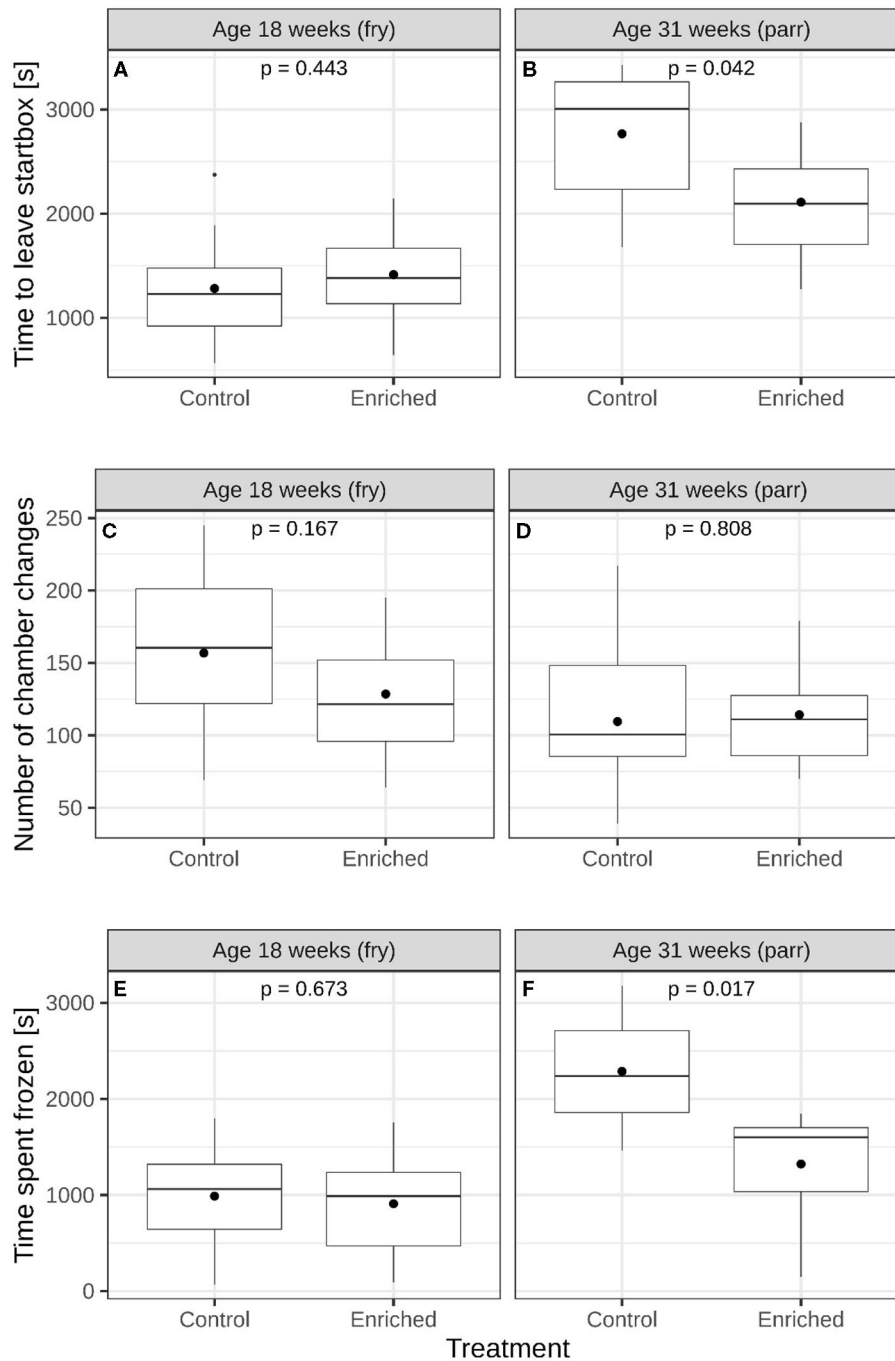 Age 18 weeks (fry) Age 31 weeks (parr)
A p = 0.443 B p = 0.042
Time to leave startbox [s]
3000
2000
1000
Control Enriched Control Enriched
Age 18 weeks (fry) Age 31 weeks (parr)
C p = 0.167 D p = 0.808
Number of chamber changes
250
200
150
100
50
Control Enriched Control Enriched
Age 18 weeks (fry) Age 31 weeks (parr)
E p = 0.673 F p = 0.017
Time spent frozen [s]
3000
2000
1000
0
Control Enriched Control Enriched
Treatment